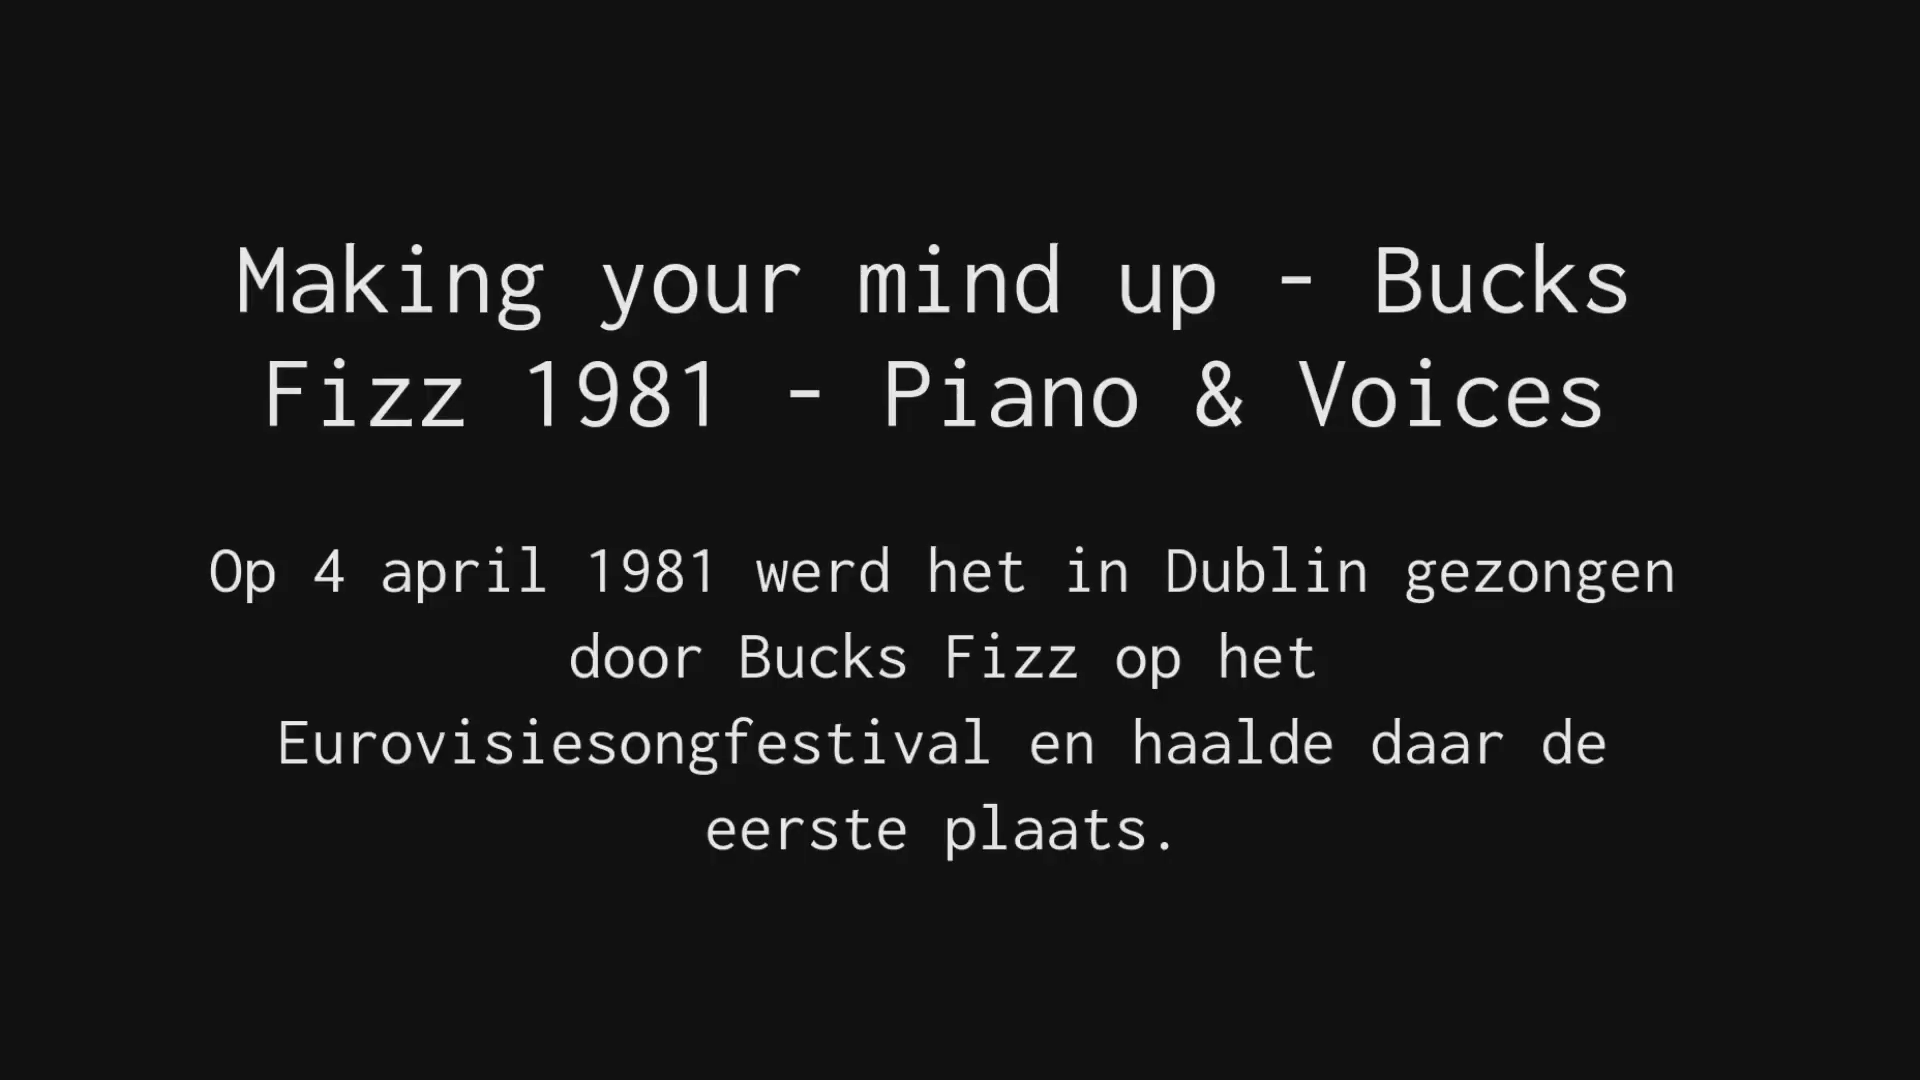 Making your mind up - Bucks
Fizz 1981 - Piano & Voices
Op 4 april 1981 werd het in Dublin gezongen
door Bucks Fizz op het
Eurovisiesongfestival en haalde daar de
eerste plaats.